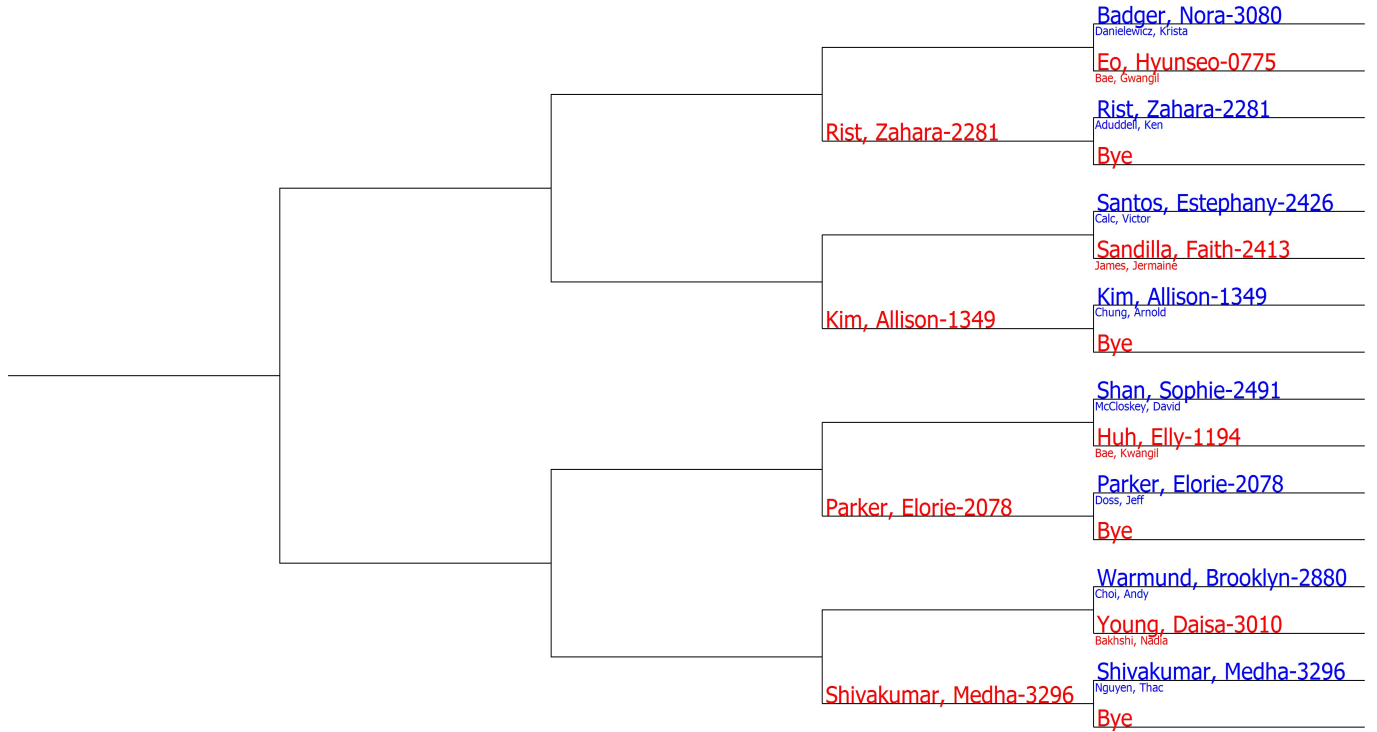 Badger, Nora-3080
Danielewicz, Krista
Eo, Hyunseo-0775
Bae, Gwangil
Rist, Zahara-2281
Rist, Zahara-2281
Aduddell, Ken
Bye
Santos, Estephany-2426
Calc, Victor
Sandilla, Faith-2413
James, Jermaine
Kim, Allison-1349
Kim, Allison-1349
Chung, Arnold
Bye
Shan, Sophie-2491
McCloskey, David
Huh, Elly-1194
Bae, Kwangil
Parker, Elorie-2078
Parker, Elorie-2078
Doss, Jeff
Bye
Warmund, Brooklyn-2880
Choi, Andy
Young, Daisa-3010
Bakhshi, Nadia
Shivakumar, Medha-3296
Shivakumar, Medha-3296
Nguyen, Thac
Bye